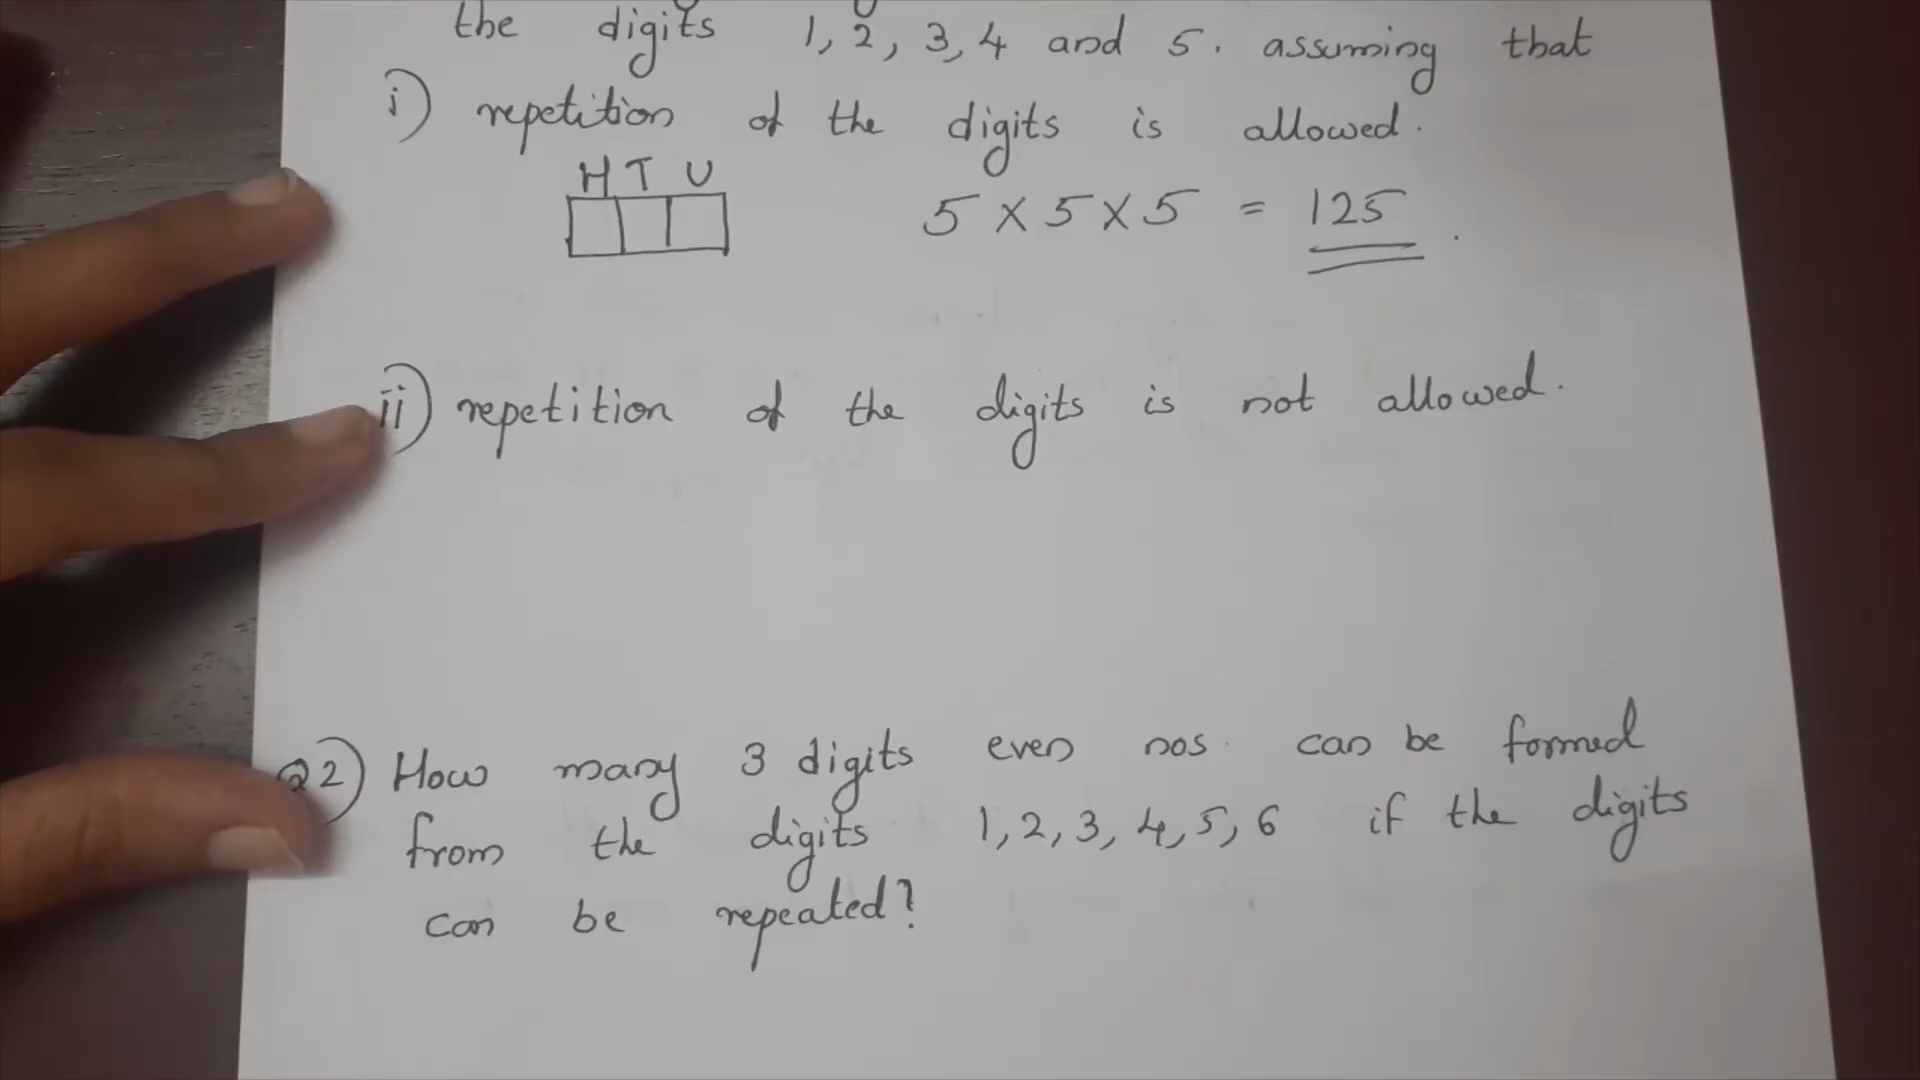 the digits 1, 2, 3, 4 and 5. assuming that
i) repetition of the digits is allowed.
H T U
5 x 5 x 5 = 125
ii) repetition of the digits is not allowed.
Q2) How many 3 digits even nos. can be formed
from the digits 1, 2, 3, 4, 5, 6 if the digits
can be repeated?